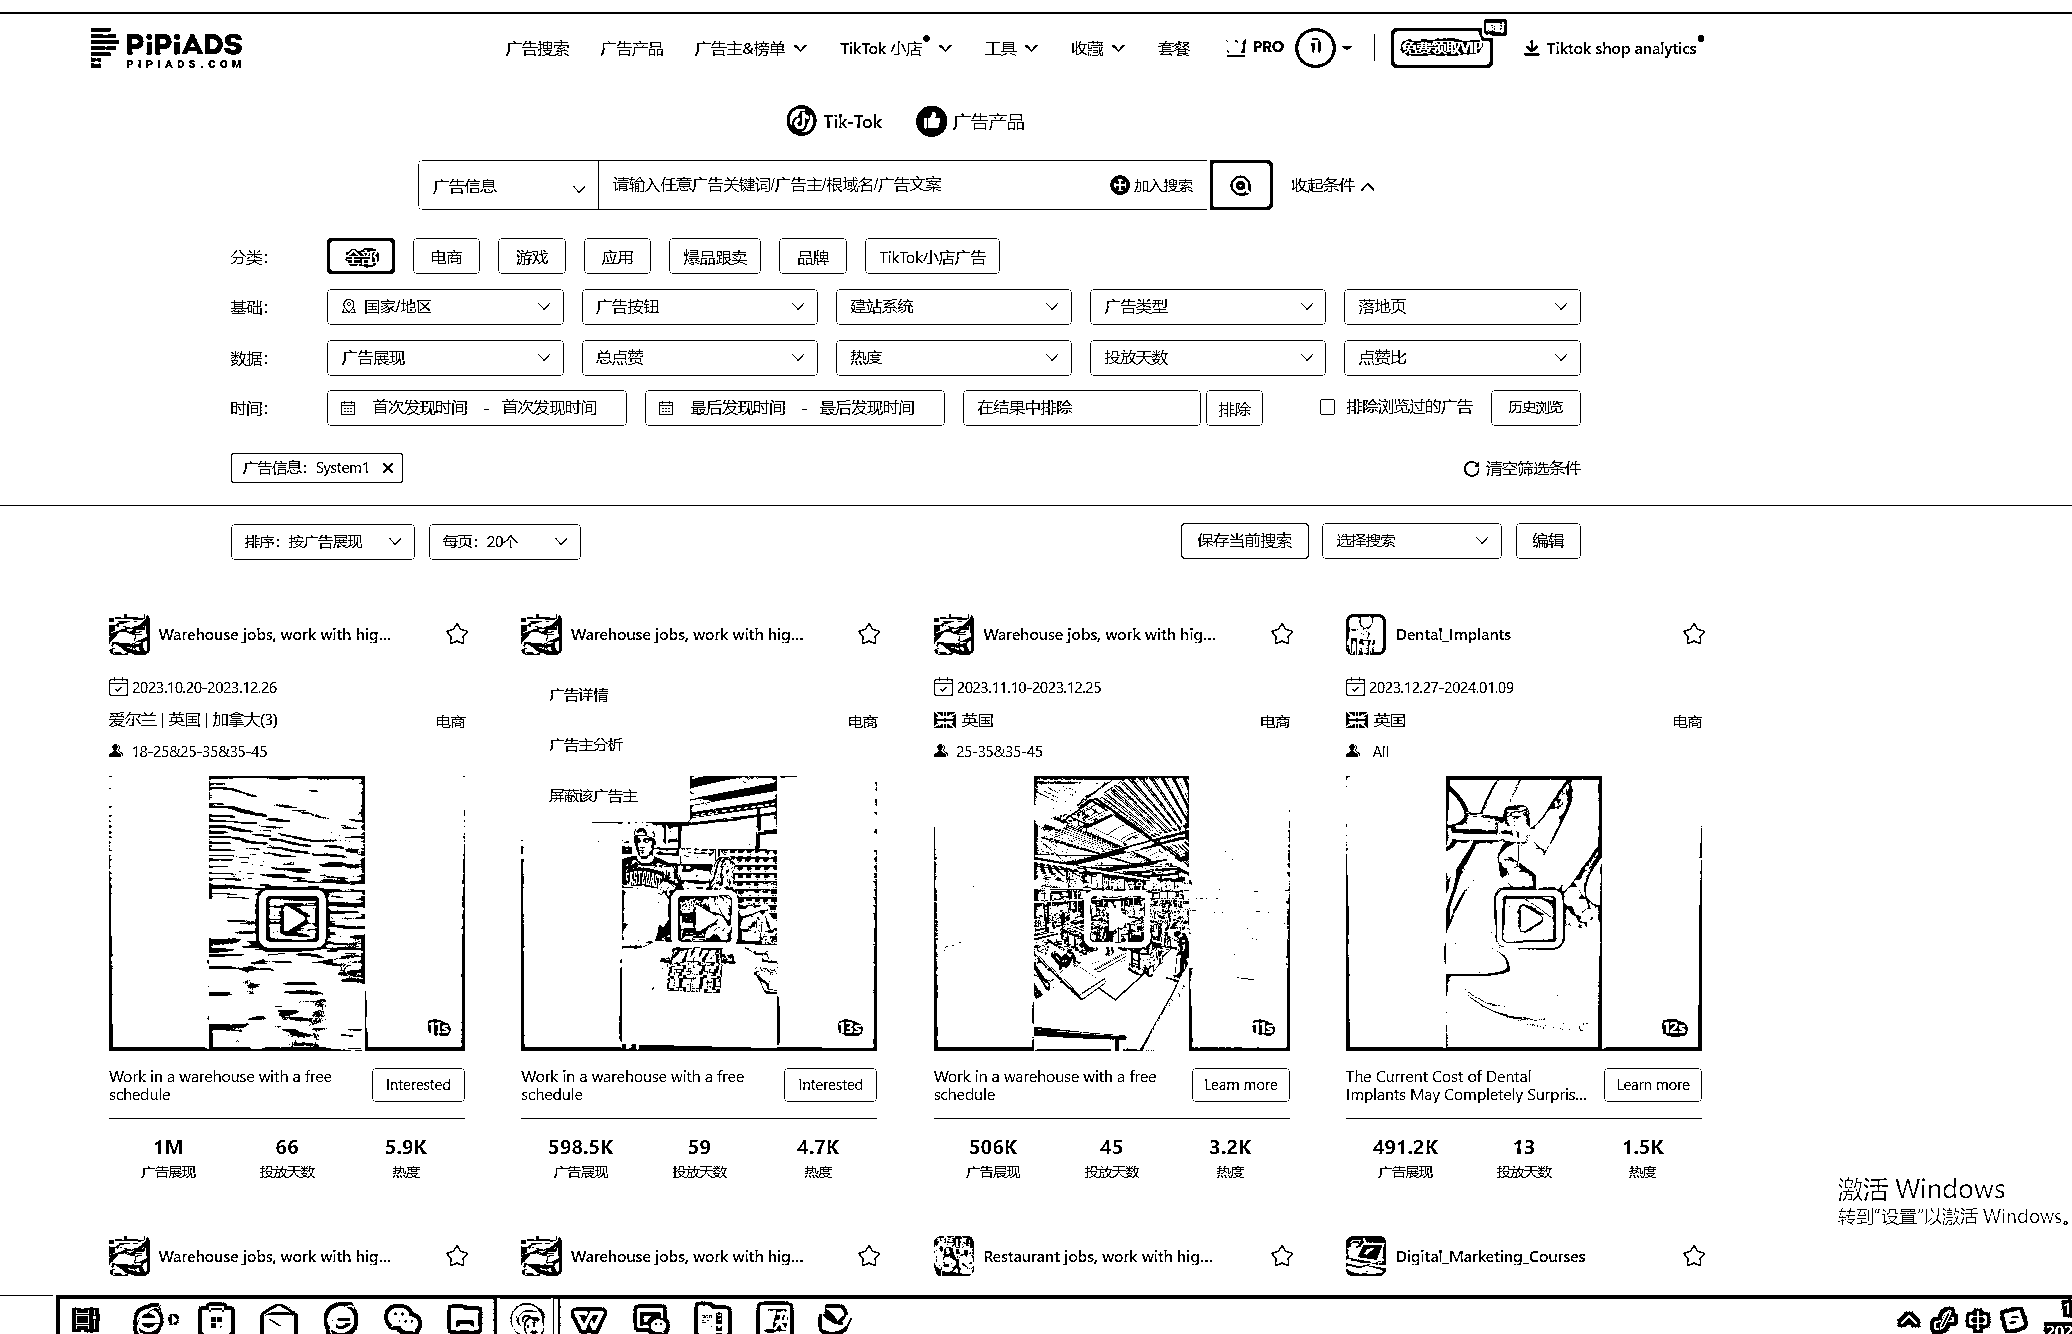 PiPiADS
PIPIADS.COM
广告搜索 广告产品 广告主&榜单 TikTok 小店 工具 收藏 套餐 PRO 免费领取VIP Tiktok shop analytics
Tik-Tok 广告产品
广告信息 请输入任意广告关键词/广告主/根域名/广告文案 加入搜索 收起条件
分类: 全部 电商 游戏 应用 爆品跟卖 品牌 TikTok小店广告
基础: 国家/地区 广告按钮 建站系统 广告类型 落地页
数据: 广告展现 总点赞 热度 投放天数 点赞比
时间: 首次发现时间 - 首次发现时间 最后发现时间 - 最后发现时间 在结果中排除 排除 排除浏览过的广告 历史浏览
广告信息: System1 清空筛选条件
排序: 按广告展现 每页: 20个 保存当前搜索 选择搜索 编辑
Warehouse jobs, work with hig... Warehouse jobs, work with hig... Warehouse jobs, work with hig... Dental_Implants
2023.10.20-2023.12.26 广告详情 2023.11.10-2023.12.25 2023.12.27-2024.01.09
爱尔兰 | 英国 | 加拿大(3) 电商 电商 英国 电商 英国 电商
18-25&25-35&35-45 广告主分析 25-35&35-45 All
屏蔽该广告主
11s 13s 11s 12s
Work in a warehouse with a free
schedule
Interested
Work in a warehouse with a free
schedule
Interested
Work in a warehouse with a free
schedule
Learn more
The Current Cost of Dental
Implants May Completely Surpris...
Learn more
1M 66 5.9K 598.5K 59 4.7K 506K 45 3.2K 491.2K 13 1.5K
广告展现 投放天数 热度 广告展现 投放天数 热度 广告展现 投放天数 热度 广告展现 投放天数 热度
激活 Windows
转到"设置"以激活 Windows。
Warehouse jobs, work with hig... Warehouse jobs, work with hig... Restaurant jobs, work with hig... Digital_Marketing_Courses
中